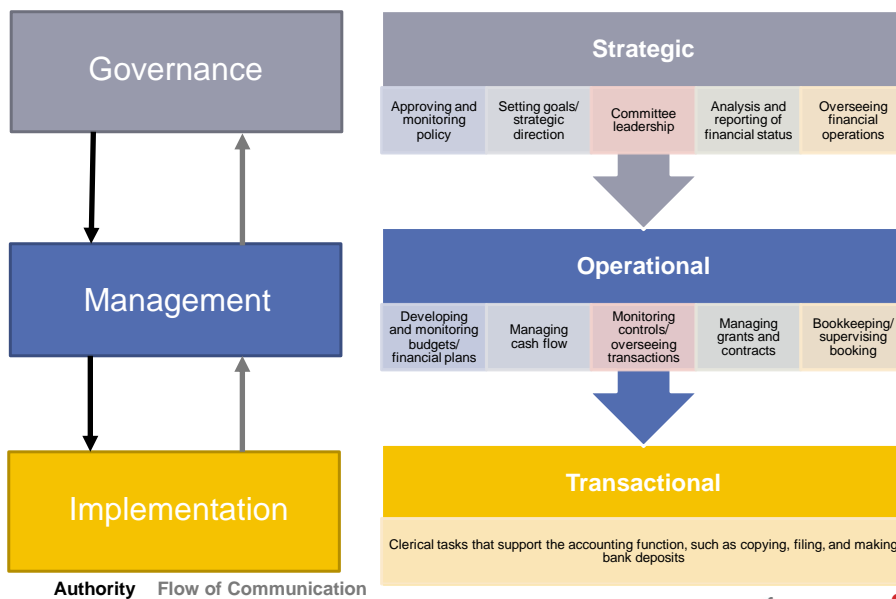 Governance
Management
Implementation
Authority Flow of Communication
Strategic
Approving and
monitoring
policy
Setting goals/
strategic
direction
Committee
leadership
Analysis and
reporting of
financial status
Overseeing
financial
operations
Operational
Developing
and monitoring
budgets/
financial plans
Managing
cash flow
Monitoring
controls/
overseeing
transactions
Managing
grants and
contracts
Bookkeeping/
supervising
booking
Transactional
Clerical tasks that support the accounting function, such as copying, filing, and making
bank deposits